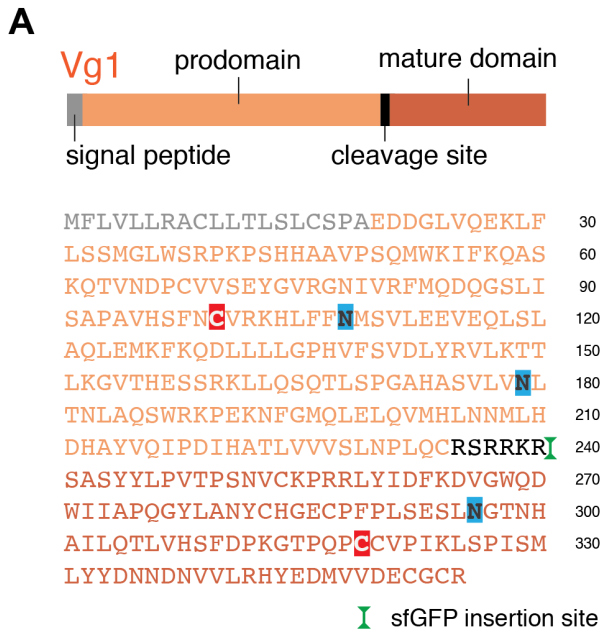 A
Vg1
prodomain
mature domain
signal peptide
cleavage site
MFLVLLRACLLTLSLCSPAEDDGLVQEKLF 30
LSSMGLWSRPKPSHHAAVPSQMWKIFKQAS 60
KQTVNDPCVVSEYGVRGNIVRFMQDQGSLI 90
SAPAVHSFNCVRKHLFFNMSVLEEVEQLSL 120
AQLEMKFKQDLLLLGPHVFSVDLYRVLKTT 150
LKGVTHESSRKLLQSQTLSPGAHASVLVNL 180
TNLAQSWRKPEKNFGMQLELQVMHLNNMLH 210
DHAYVQIPDIHATLVVVSLNPLQCRSRRKR 240
SASYYLPVTPSNVCKPRRLYIDFKDVGWQD 270
WIIAPQGYLANYCHGECPFPLSESLNGTNH 300
AILQTLVHSFDPKGTPQPCCVPIKLSPISM 330
LYYDNNDNVVLRHYEDMVVDECGCR
sfGFP insertion site